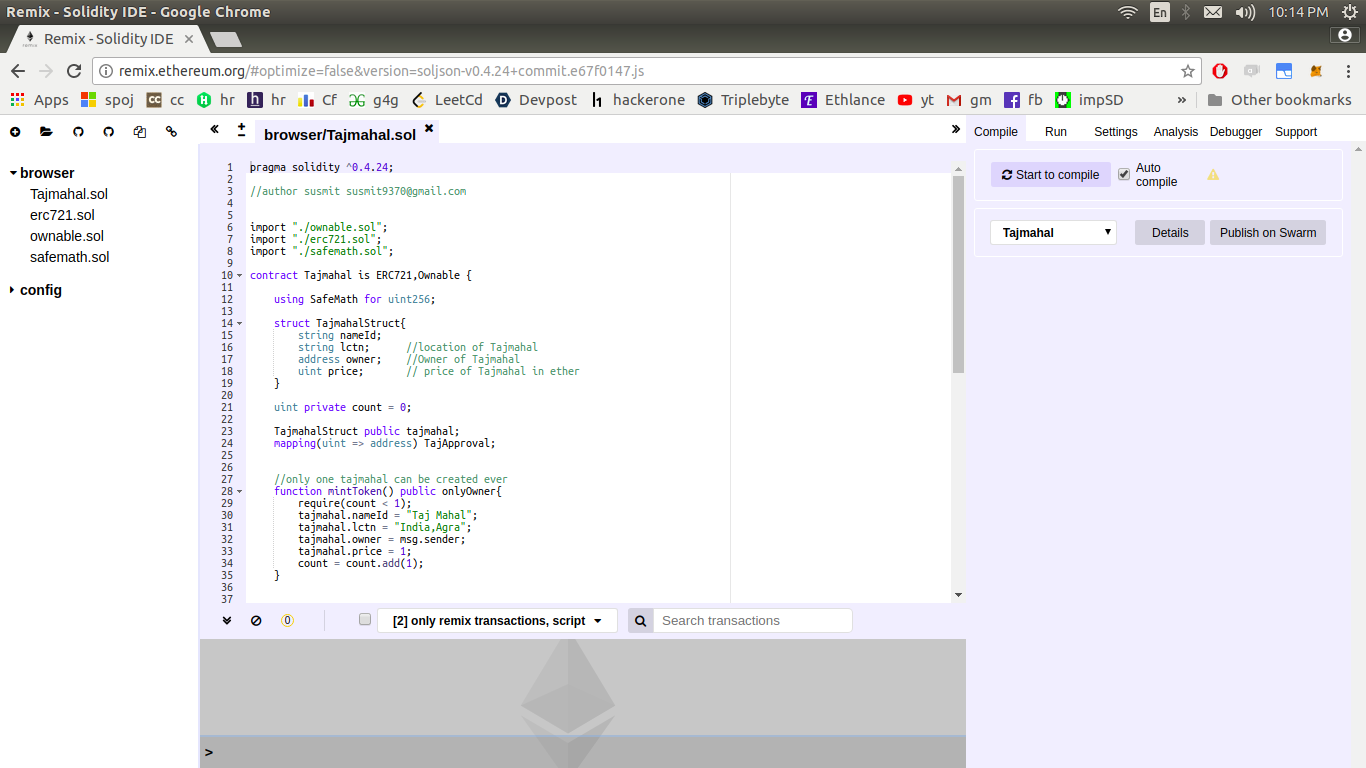 Remix - Solidity IDE - Google Chrome
En
10:14 PM
Remix - Solidity IDE
remix.ethereum.org/#optimize=false&version=soljson-v0.4.24+commit.e67f0147.js
Apps spoj cc hr hr Cf g4g LeetCd Devpost hackerone Triplebyte Ethlance yt gm fb impSD » Other bookmarks
browser/Tajmahal.sol
Compile Run Settings Analysis Debugger Support
browser
Tajmahal.sol
erc721.sol
ownable.sol
safemath.sol
config
1 pragma solidity ^0.4.24;
2
3 //author susmit susmit9370@gmail.com
4
5
6 import "./ownable.sol";
7 import "./erc721.sol";
8 import "./safemath.sol";
9
10 contract Tajmahal is ERC721,Ownable {
11
12 using SafeMath for uint256;
13
14 struct TajmahalStruct{
15 string nameId;
16 string lctn; //location of Tajmahal
17 address owner; //Owner of Tajmahal
18 uint price; // price of Tajmahal in ether
19 }
20
21 uint private count = 0;
22
23 TajmahalStruct public tajmahal;
24 mapping(uint => address) TajApproval;
25
26
27 //only one tajmahal can be created ever
28 function mintToken() public onlyOwner{
29 require(count < 1);
30 tajmahal.nameId = "Taj Mahal";
31 tajmahal.lctn = "India,Agra";
32 tajmahal.owner = msg.sender;
33 tajmahal.price = 1;
34 count = count.add(1);
35 }
36
37
Start to compile
Auto compile
Tajmahal
Details
Publish on Swarm
0
[2] only remix transactions, script
Search transactions
>